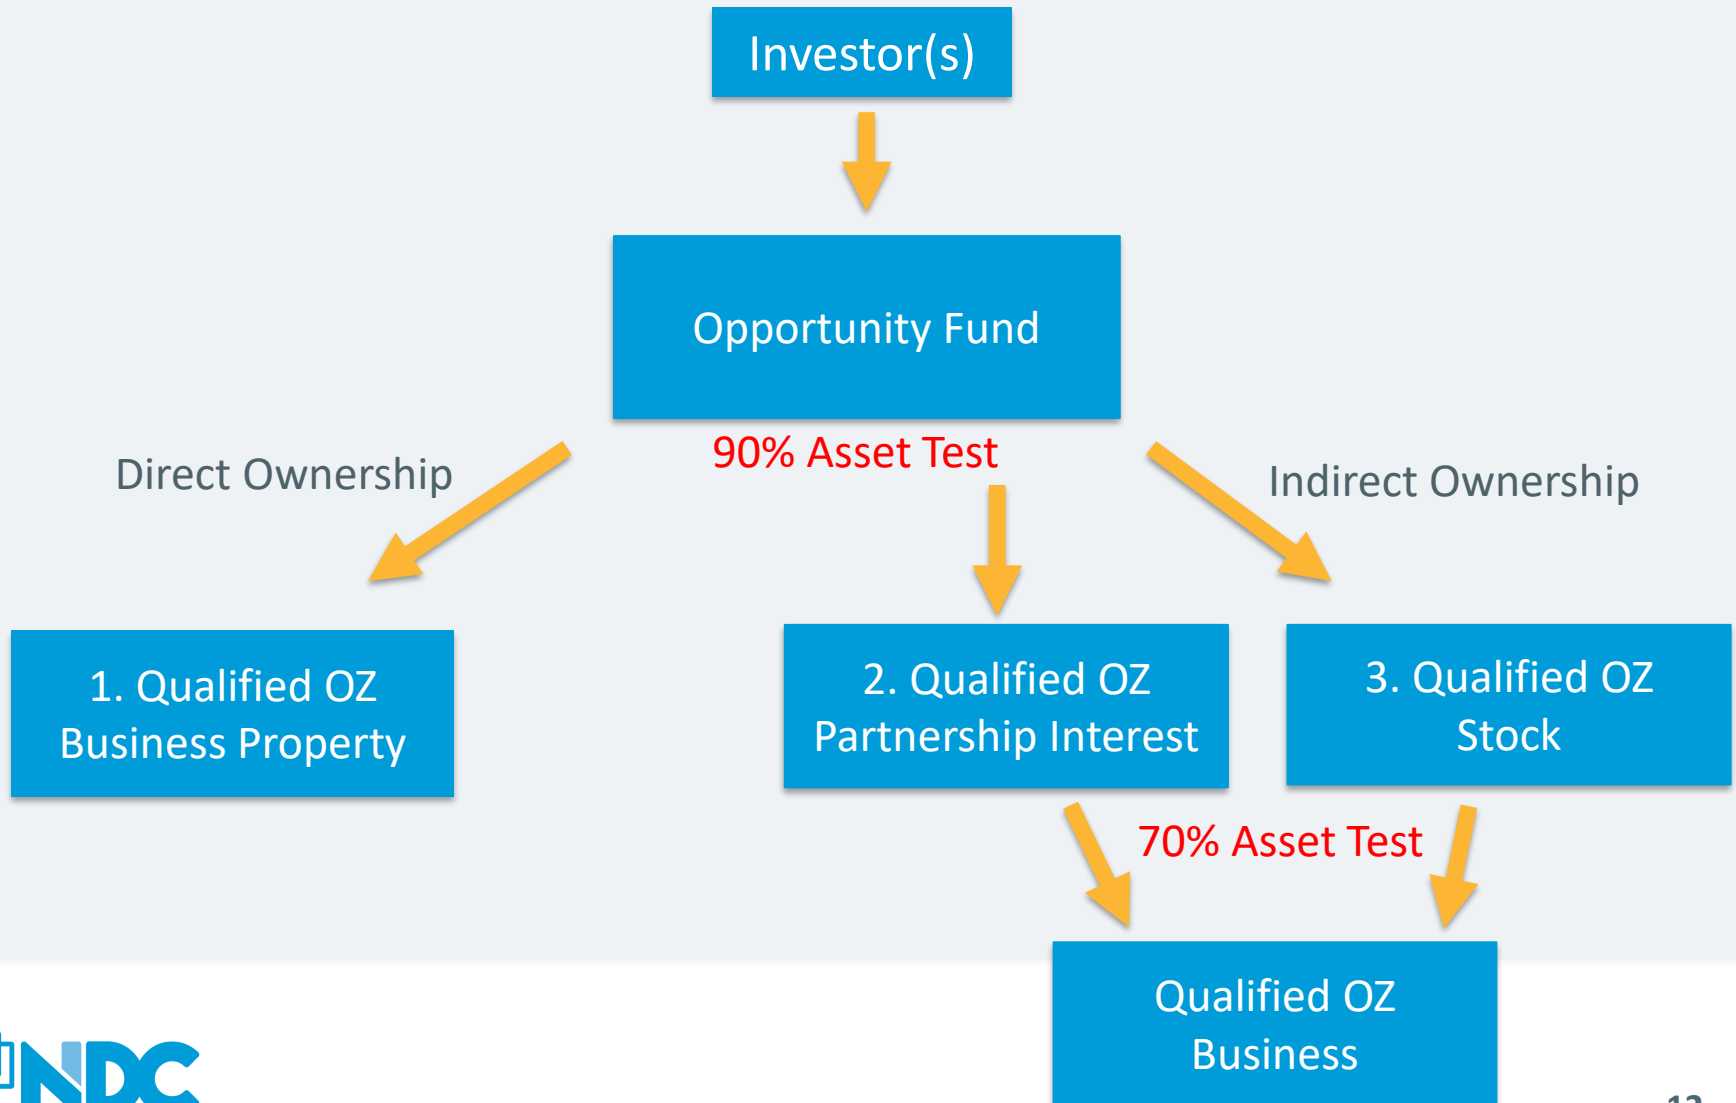 Investor(s)
Opportunity Fund
90% Asset Test
Direct Ownership
Indirect Ownership
1. Qualified OZ
Business Property
2. Qualified OZ
Partnership Interest
3. Qualified OZ
Stock
70% Asset Test
Qualified OZ
Business
NDC